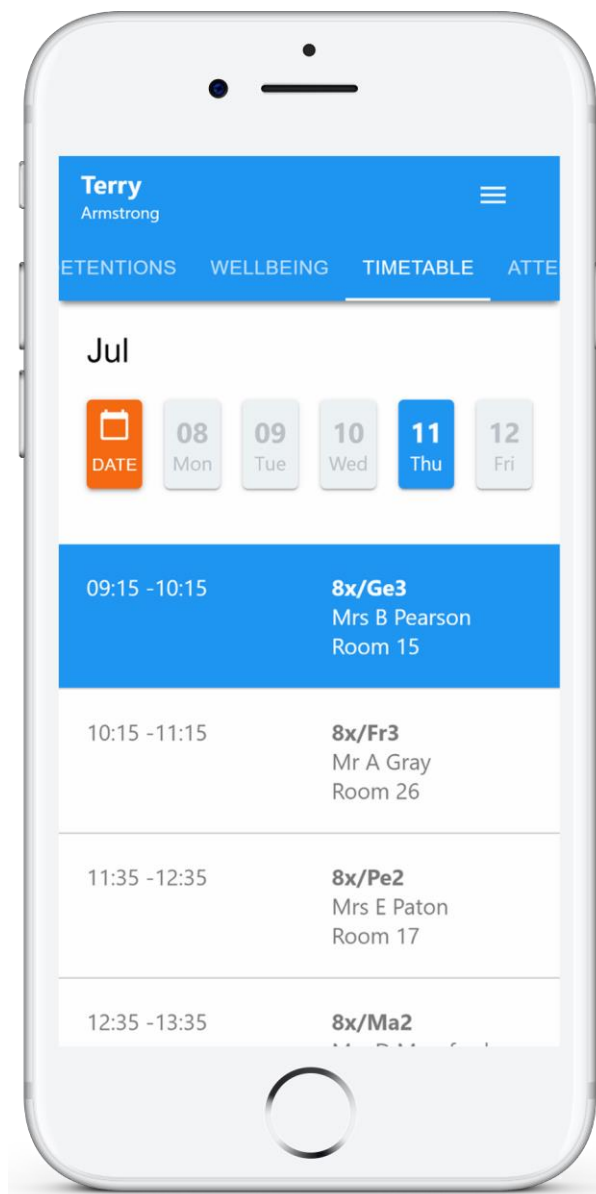 Terry
Armstrong
ETENTIONS WELLBEING TIMETABLE ATTE
Jul
DATE 08 Mon 09 Tue 10 Wed 11 Thu 12 Fri
09:15 -10:15 8x/Ge3
Mrs B Pearson
Room 15
10:15 -11:15 8x/Fr3
Mr A Gray
Room 26
11:35 -12:35 8x/Pe2
Mrs E Paton
Room 17
12:35 -13:35 8x/Ma2